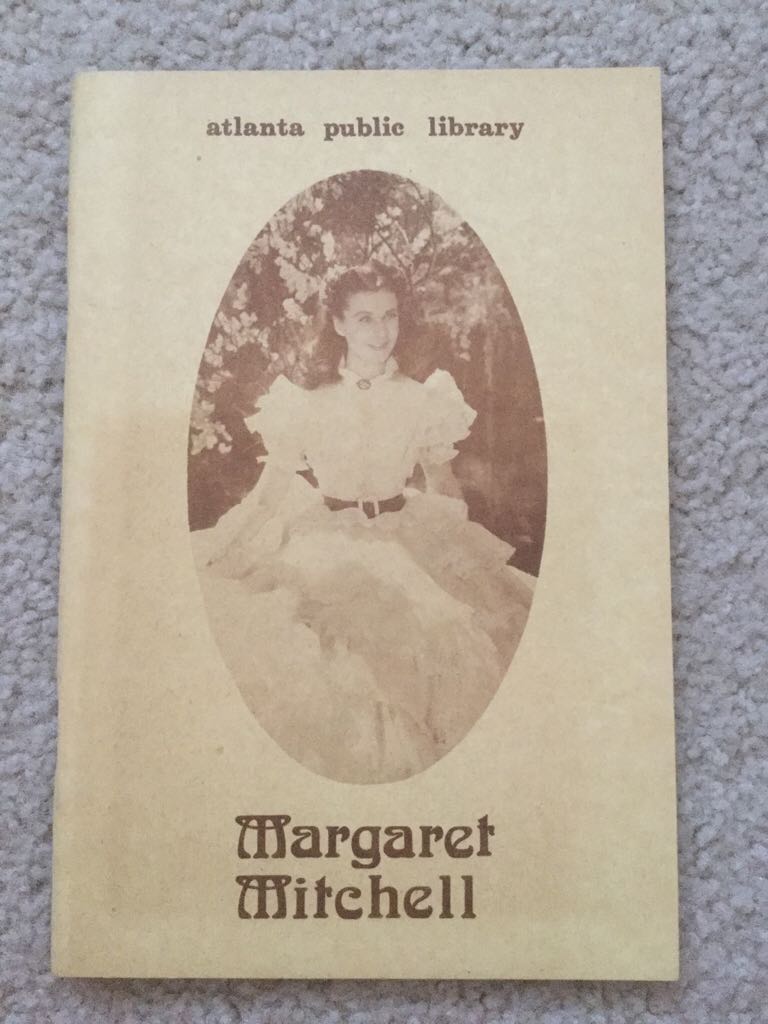 atlanta public library
Margaret
Mitchell